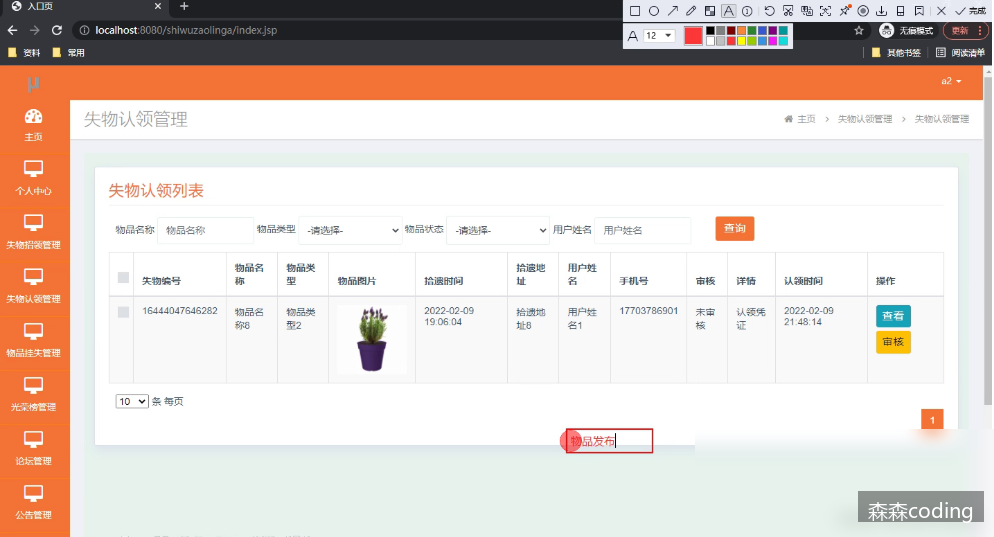 入口页
localhost:8080/shiwuzaolinga/index.jsp
12
完成
无痕模式
更新
资料
常用
其他书签
阅读清单
μ
a2
主页
个人中心
失物招领管理
失物认领管理
物品挂失管理
光荣榜管理
论坛管理
公告管理
失物认领管理
主页 > 失物认领管理 > 失物认领管理
失物认领列表
物品名称 物品名称 物品类型 -请选择- 物品状态 -请选择- 用户姓名 用户姓名 查询
失物编号 物品名称 物品类型 物品图片 拾遗时间 拾遗地址 用户姓名 手机号 审核 详情 认领时间 操作
16444047646282 物品名称8 物品类型2 2022-02-09 19:06:04 拾遗地址8 用户姓名1 17703786901 未审核 认领凭证 2022-02-09 21:48:14 查看
审核
10 条 每页
1
物品发布
森森coding